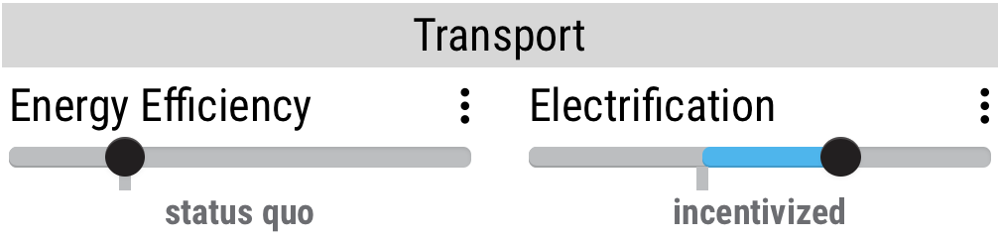 Transport
Energy Efficiency
Electrification
status quo
incentivized